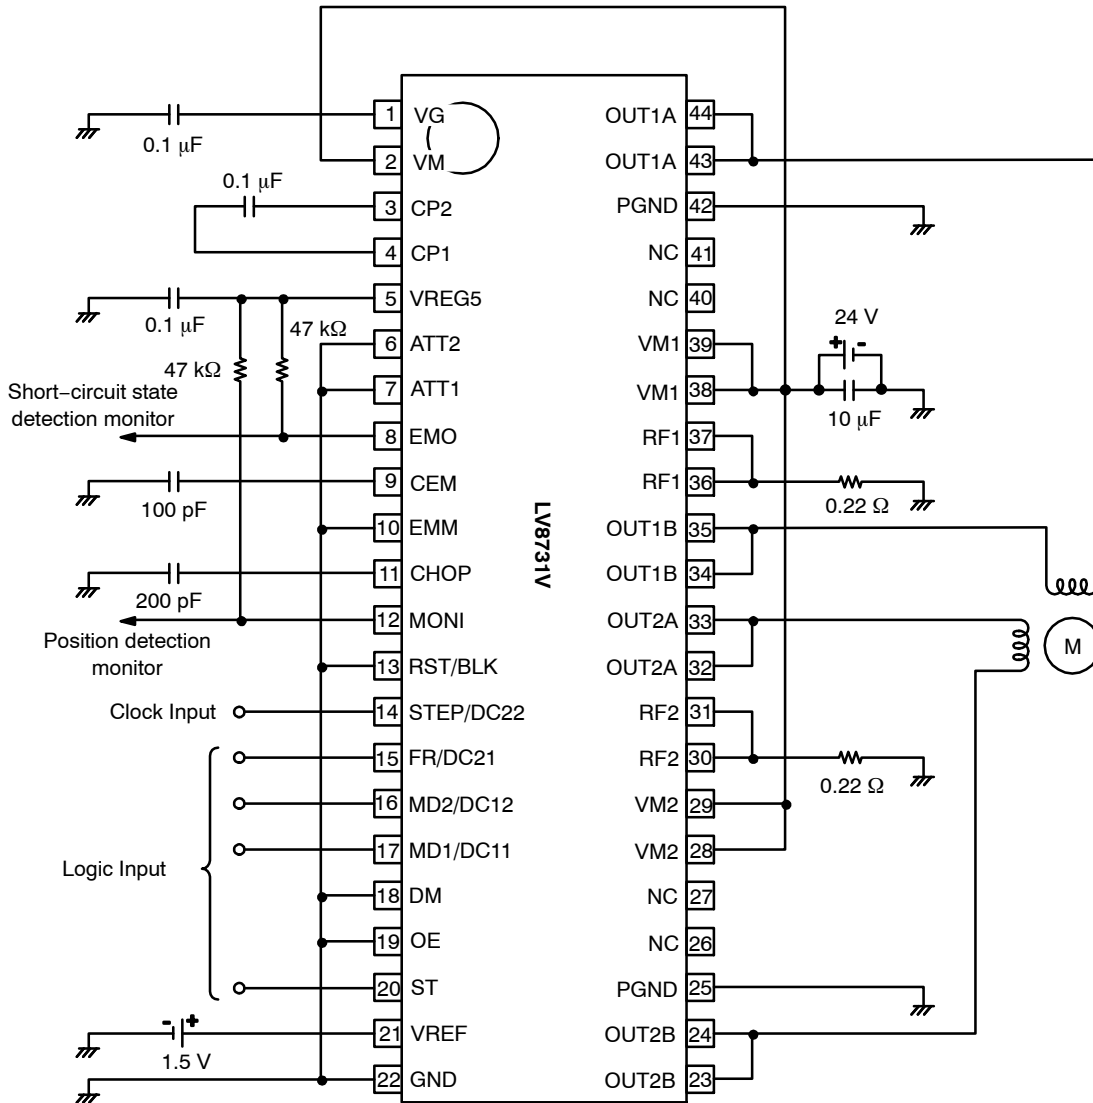 1 VG
0.1 μF
2 VM
0.1 μF
3 CP2
4 CP1
5 VREG5
0.1 μF
47 kΩ
47 kΩ
6 ATT2
7 ATT1
Short−circuit state
detection monitor
8 EMO
9 CEM
100 pF
10 EMM
11 CHOP
200 pF
12 MONI
Position detection
monitor
13 RST/BLK
Clock Input
14 STEP/DC22
15 FR/DC21
16 MD2/DC12
17 MD1/DC11
Logic Input
18 DM
19 OE
20 ST
- +
21 VREF
1.5 V
22 GND
LV8731V
OUT1A 44
OUT1A 43
PGND 42
NC 41
NC 40
24 V
+ -
VM1 39
VM1 38
10 μF
RF1 37
RF1 36
0.22 Ω
OUT1B 35
OUT1B 34
OUT2A 33
M
OUT2A 32
RF2 31
RF2 30
0.22 Ω
VM2 29
VM2 28
NC 27
NC 26
PGND 25
OUT2B 24
OUT2B 23